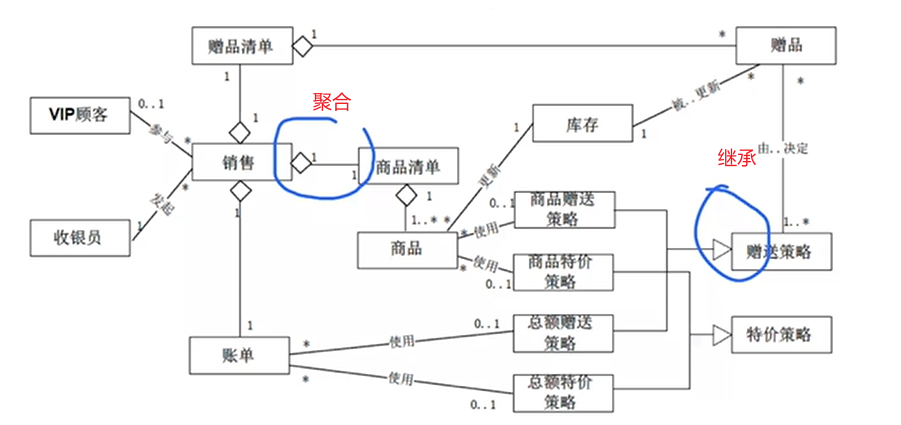 赠品清单
1
*
赠品
1
*
*
被..更新
由..决定
1
1..*
VIP顾客
0..1
参与
*
销售
聚合
1
1
商品清单
1
1..*
*
库存
1
1
更新
继承
收银员
1
发起
*
1
商品
*
使用
0..1
商品赠送
策略
*
使用
0..1
商品特价
策略
赠送策略
1
账单
*
使用
0..1
总额赠送
策略
特价策略
*
使用
0..1
总额特价
策略